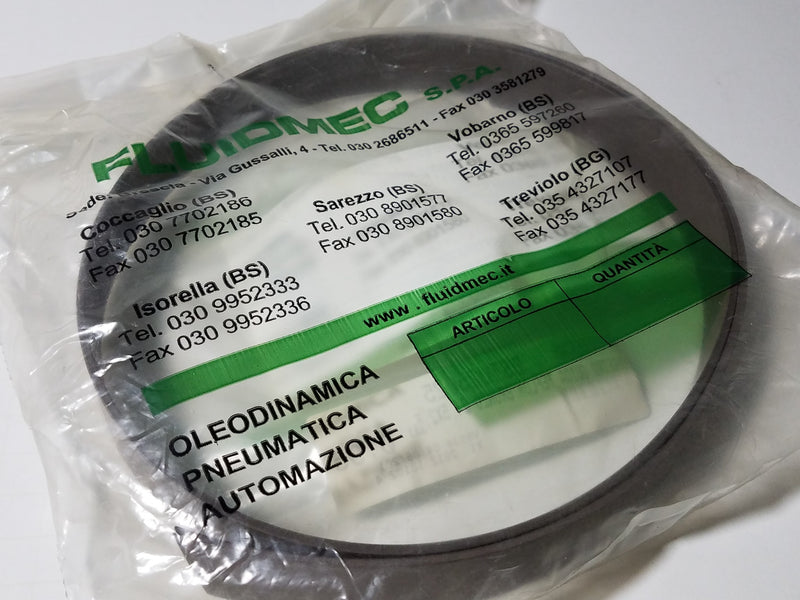 FLUIDMEC S.P.A.
Via Gussalli, 4 - Tel. 030 2686511 - Fax 030 3581279
Coccaglio (BS)
Tel. 030 7702186
Fax 030 7702185
Sarezzo (BS)
Tel. 030 8901577
Fax 030 8901580
Vobarno (BS)
Tel. 0365 597260
Fax 0365 599817
Isorella (BS)
Tel. 030 9952333
Fax 030 9952336
Treviolo (BG)
Tel. 035 4327107
Fax 035 4327177
www.fluidmec.it
ARTICOLO
QUANTITÀ
OLEODINAMICA
PNEUMATICA
AUTOMAZIONE